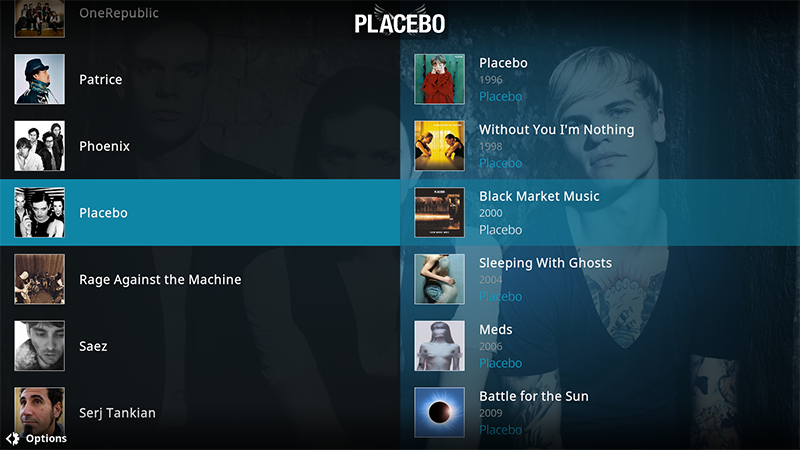 OneRepublic
Patrice
Phoenix
Placebo
Rage Against the Machine
Saez
Serj Tankian
Options
PLACEBO
Placebo
1996
Placebo
Without You I'm Nothing
1998
Placebo
Black Market Music
2000
Placebo
Sleeping With Ghosts
2004
Placebo
Meds
2006
Placebo
Battle for the Sun
2009
Placebo